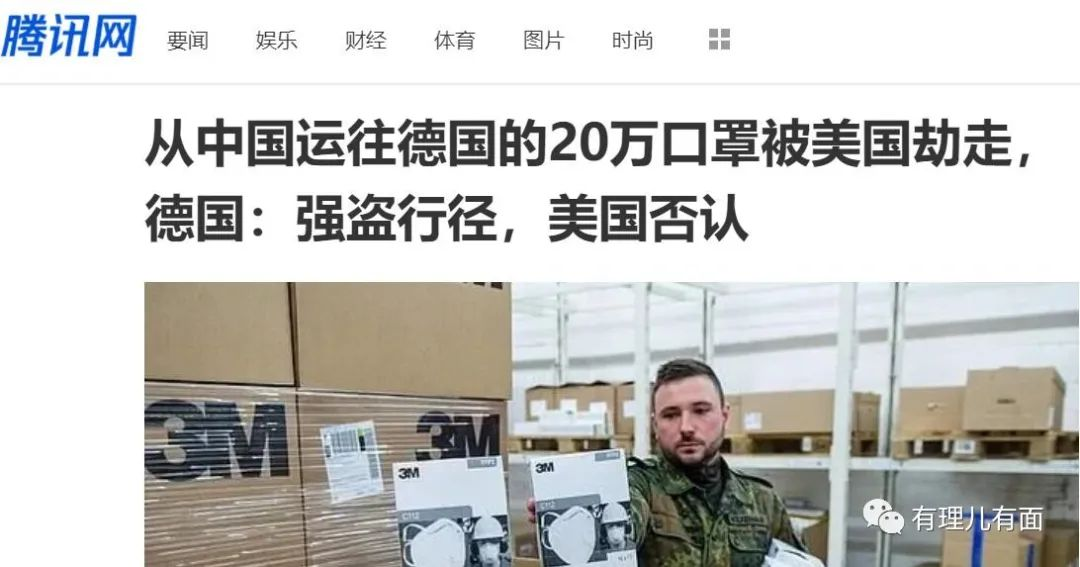 腾讯网
要闻 娱乐 财经 体育 图片 时尚
从中国运往德国的20万口罩被美国劫走，
德国：强盗行径，美国否认
3M
3M
3M
3M
C112
C112
有理儿有面